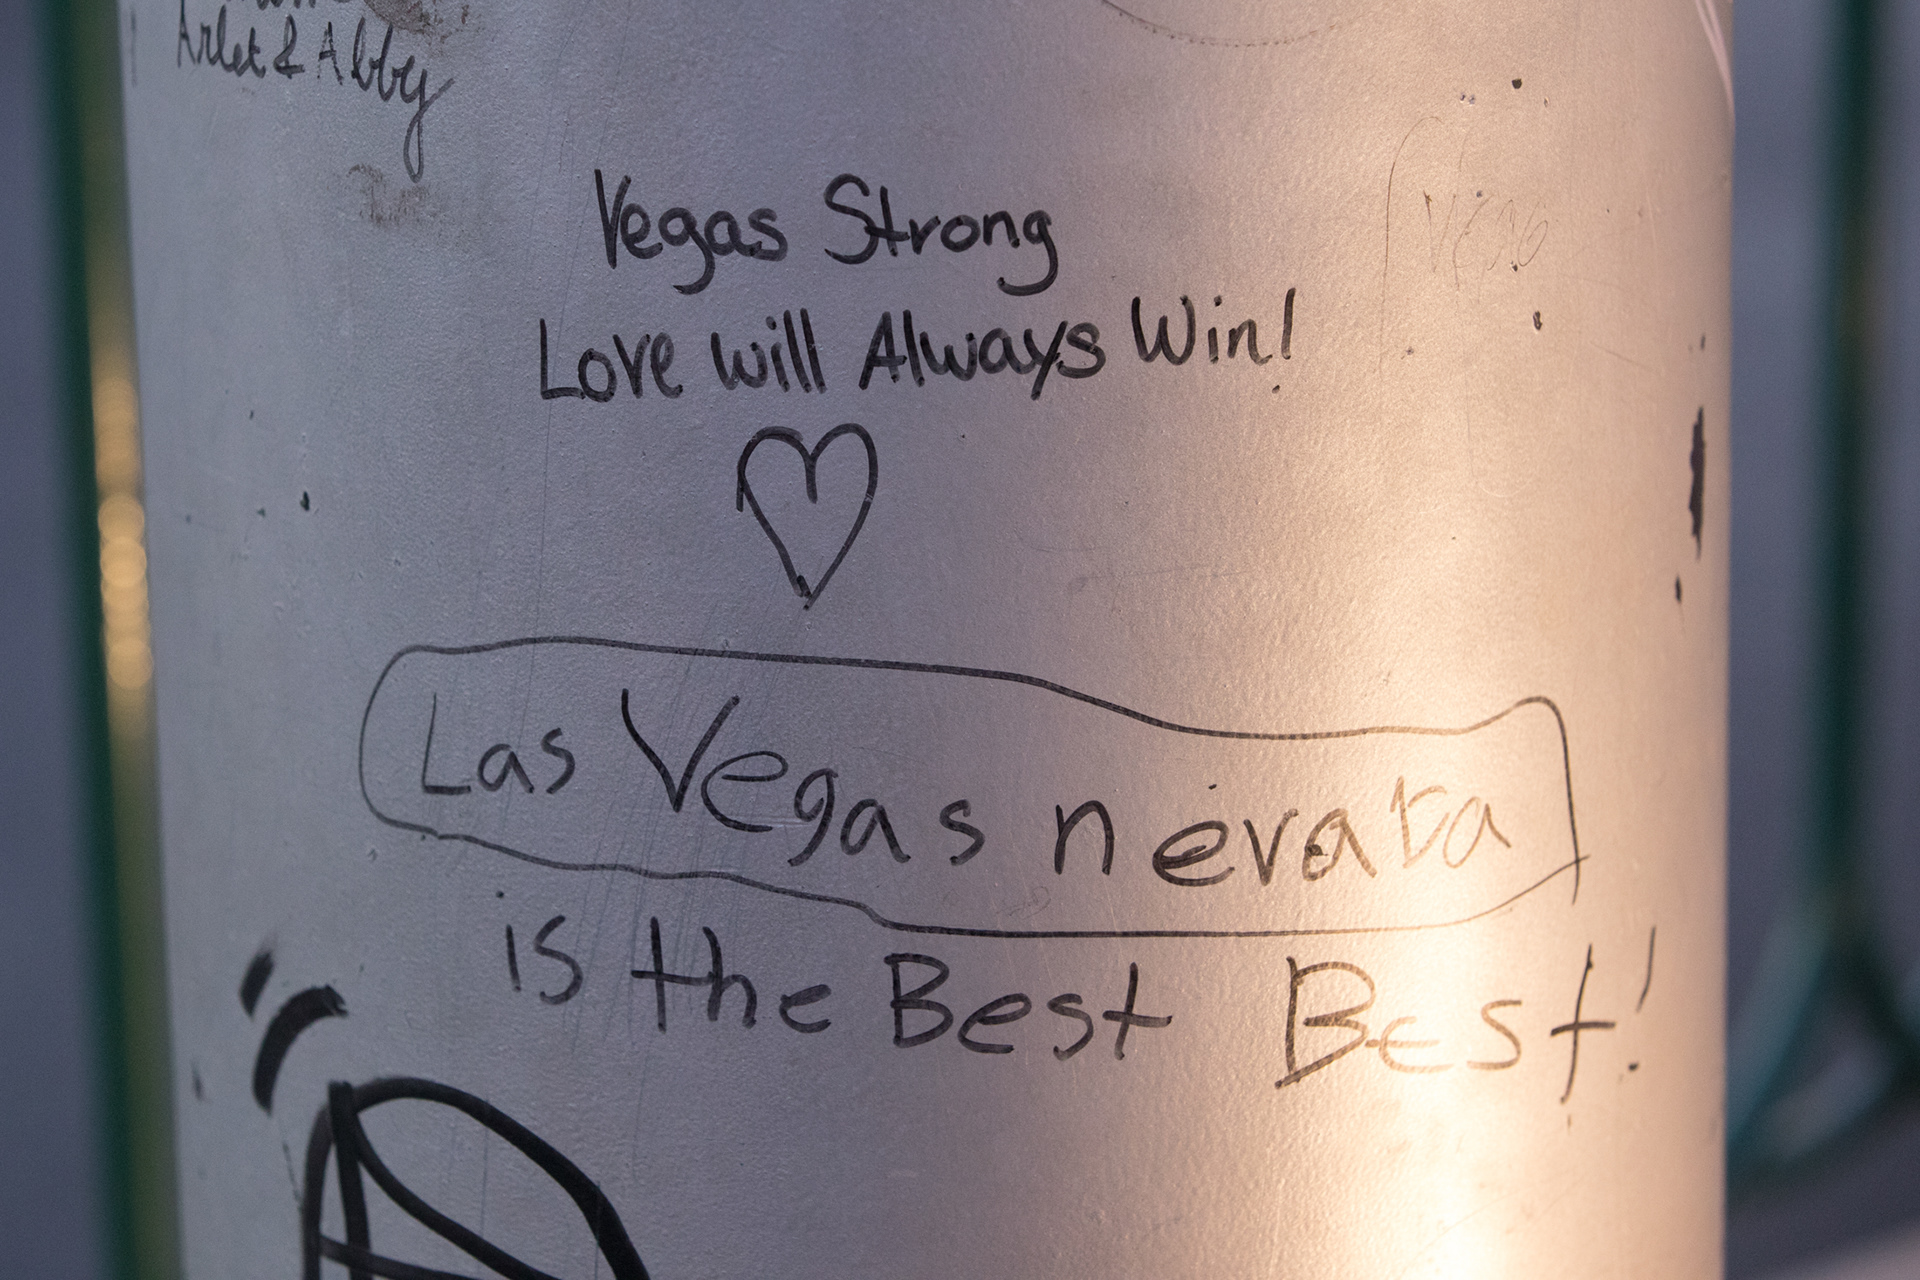 Arlet & Abby
Vegas Strong
Love will Always Win!
Las Vegas nevata
is the Best Best!